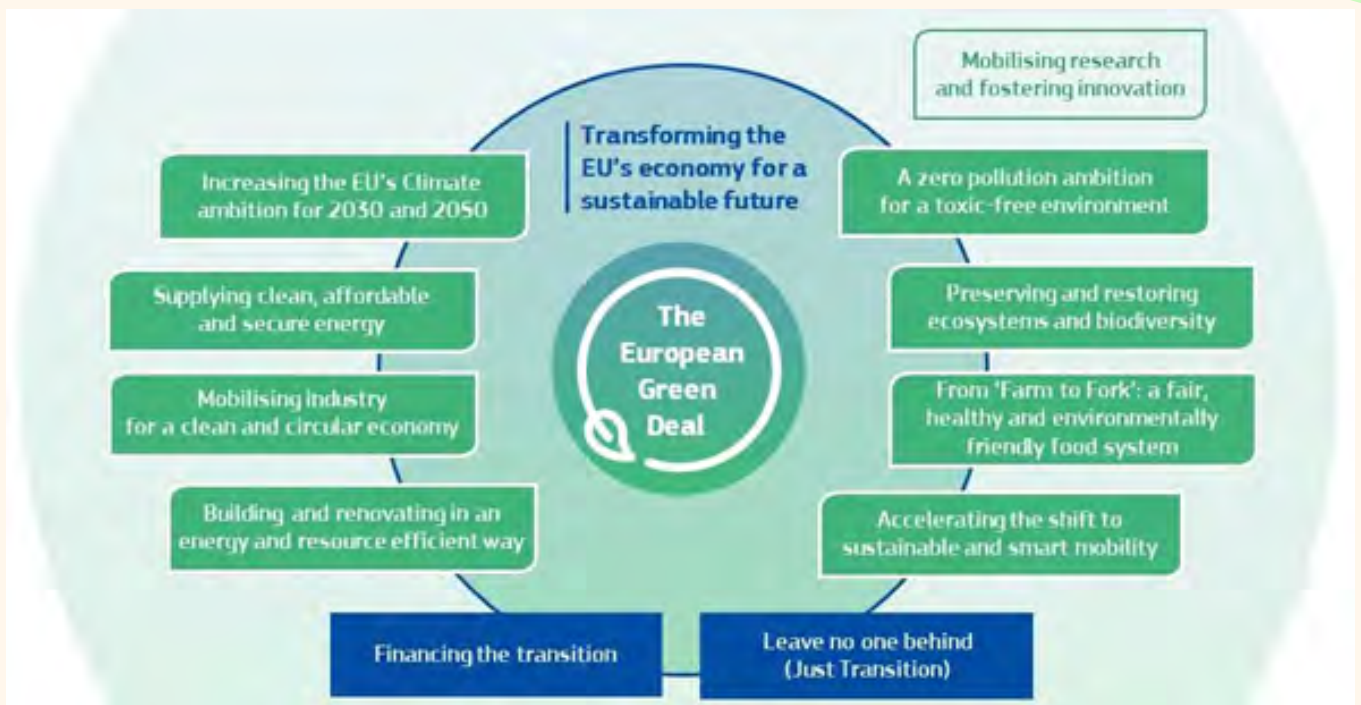 Mobilising research
and fostering innovation
Transforming the
EU's economy for a
sustainable future
Increasing the EU's Climate
ambition for 2030 and 2050
Supplying clean, affordable
and secure energy
Mobilising industry
for a clean and circular economy
Building and renovating in an
energy and resource efficient way
The
European
Green
Deal
A zero pollution ambition
for a toxic-free environment
Preserving and restoring
ecosystems and biodiversity
From 'Farm to Fork': a fair,
healthy and environmentally
friendly food system
Accelerating the shift to
sustainable and smart mobility
Financing the transition
Leave no one behind
(Just Transition)